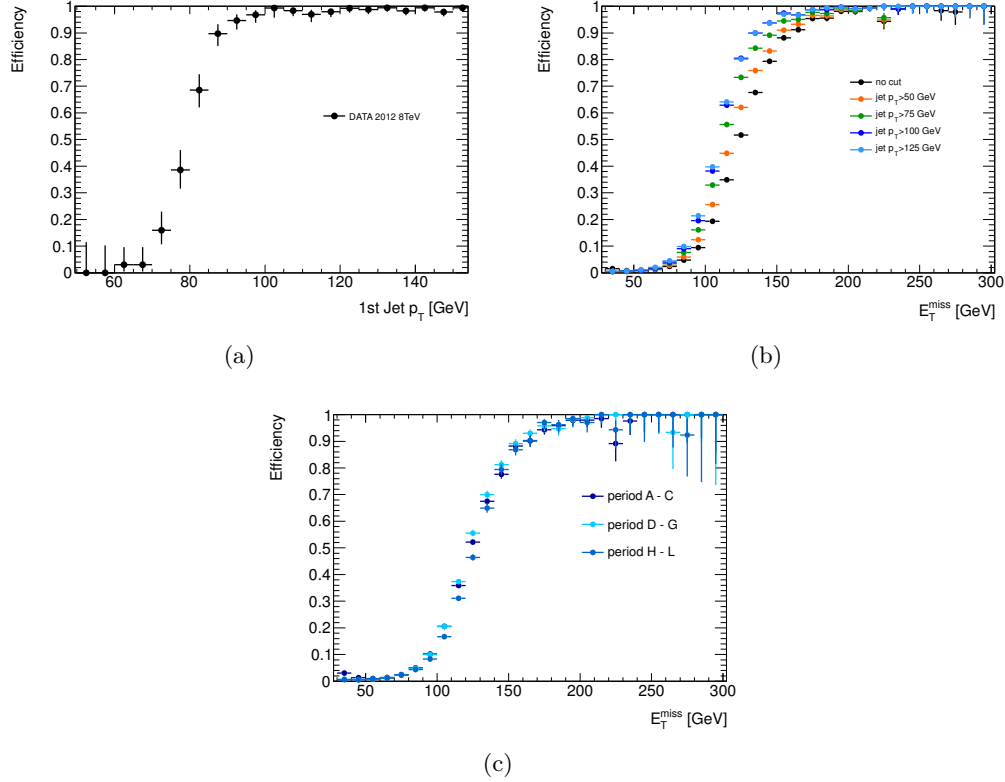 Efficiency
1
0.9
0.8
0.7
0.6
0.5
0.4
0.3
0.2
0.1
0
DATA 2012 8TeV
60 80 100 120 140
1st Jet p_T [GeV]
(a)
Efficiency
1
0.9
0.8
0.7
0.6
0.5
0.4
0.3
0.2
0.1
0
no cut
jet p_T>50 GeV
jet p_T>75 GeV
jet p_T>100 GeV
jet p_T>125 GeV
50 100 150 200 250 300
E_T^miss [GeV]
(b)
Efficiency
1
0.9
0.8
0.7
0.6
0.5
0.4
0.3
0.2
0.1
0
period A - C
period D - G
period H - L
50 100 150 200 250 300
E_T^miss [GeV]
(c)